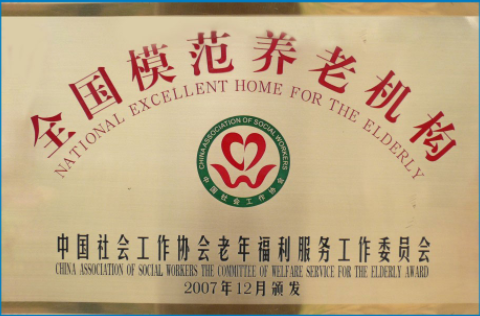 全国模范养老机构
NATIONAL EXCELLENT HOME FOR THE ELDERLY
CHINA ASSOCIATION OF SOCIAL WORKERS
中国社会工作协会
中国社会工作协会老年福利服务工作委员会
CHINA ASSOCIATION OF SOCIAL WORKERS THE COMMITTEE OF WELFARE SERVICE FOR THE ELDERLY AWARD
2007年12月颁发